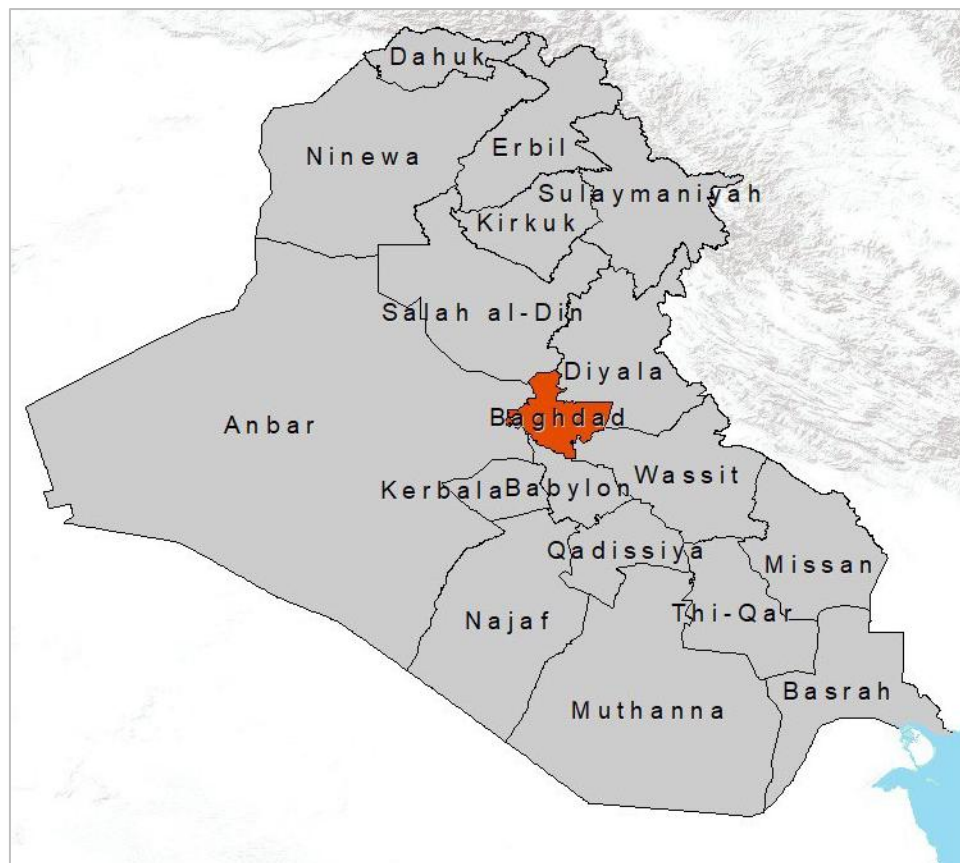 Dahuk
Erbil
Ninewa
Sulaymaniyah
Kirkuk
Salah al-Din
Diyala
Baghdad
Anbar
Wassit
Kerbala
Babylon
Qadissiya
Missan
Thi-Qar
Najaf
Basrah
Muthanna